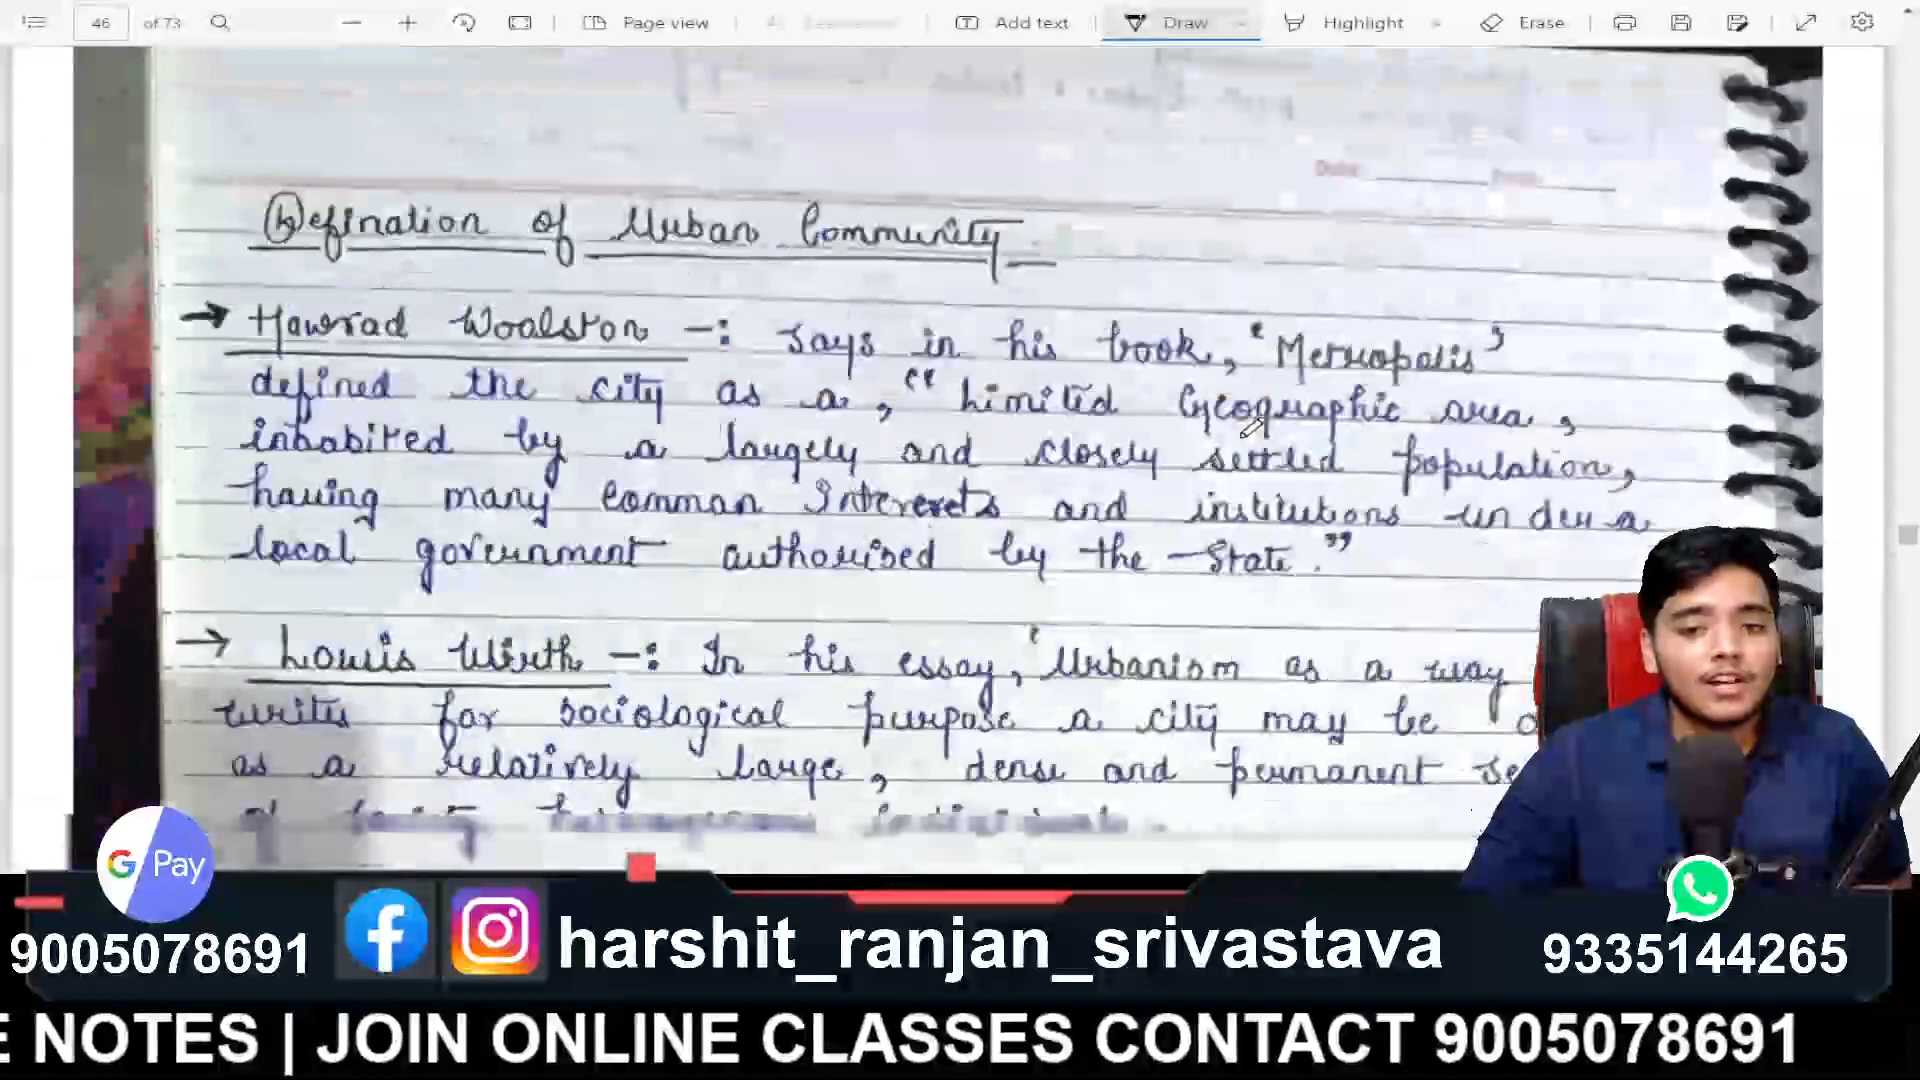 46 of 73 Page view Add text Draw Highlight Erase
Date
Defination of Urban Community
→ Hawrad Woolston -: says in his book, 'Metropolis'
defined the city as a, "Limited Geographic area,
inhabited by a largely and closely settled population,
having many common Interests and institutions under a
local government authorised by the State."
→ Louis Wirth -: In his essay, 'Urbanism as a way
writes for sociological purpose a city may be
as a relatively large, dense and permanent
G Pay
9005078691
harshit_ranjan_srivastava
9335144265
E NOTES | JOIN ONLINE CLASSES CONTACT 9005078691